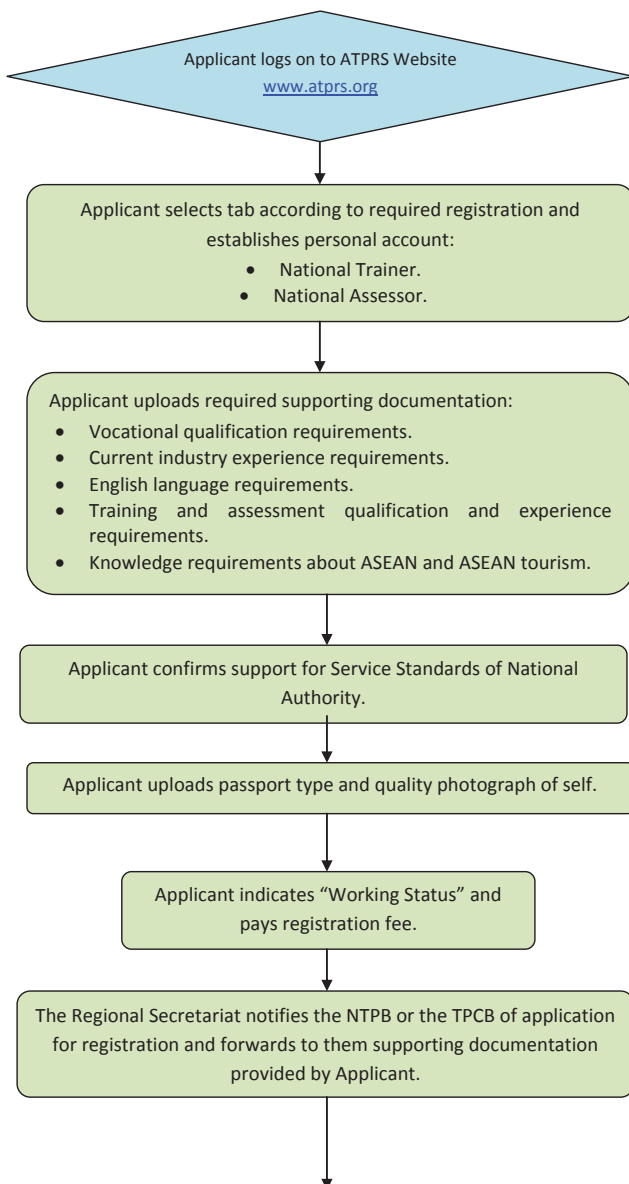 Applicant logs on to ATPRS Website
www.atprs.org
Applicant selects tab according to required registration and
establishes personal account:
• National Trainer.
• National Assessor.
Applicant uploads required supporting documentation:
• Vocational qualification requirements.
• Current industry experience requirements.
• English language requirements.
• Training and assessment qualification and experience
requirements.
• Knowledge requirements about ASEAN and ASEAN tourism.
Applicant confirms support for Service Standards of National
Authority.
Applicant uploads passport type and quality photograph of self.
Applicant indicates “Working Status” and
pays registration fee.
The Regional Secretariat notifies the NTPB or the TPCB of application
for registration and forwards to them supporting documentation
provided by Applicant.